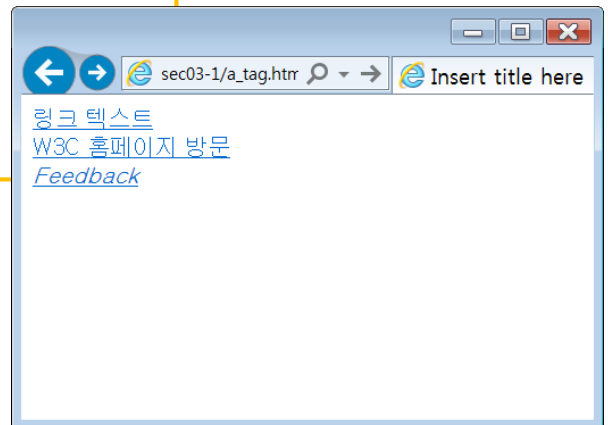 sec03-1/a_tag.htm
Insert title here
링크 텍스트
W3C 홈페이지 방문
Feedback